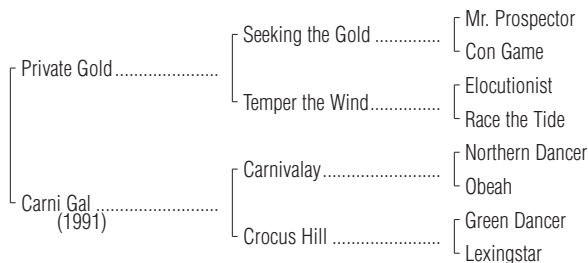 Mr. Prospector
Seeking the Gold ..............
Con Game
Private Gold ......................
Elocutionist
Temper the Wind .................
Race the Tide
Northern Dancer
Carnivalay .........................
Obeah
Carni Gal ..........................
(1991)
Green Dancer
Crocus Hill .......................
Lexingstar